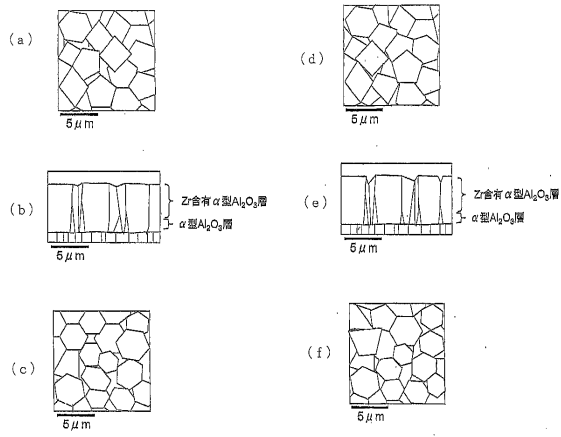 (a)
5μm
(d)
5μm
(b)
Zr含有α型Al₂O₃層
α型Al₂O₃層
5μm
(e)
Zr含有α型Al₂O₃層
α型Al₂O₃層
5μm
(c)
5μm
(f)
5μm